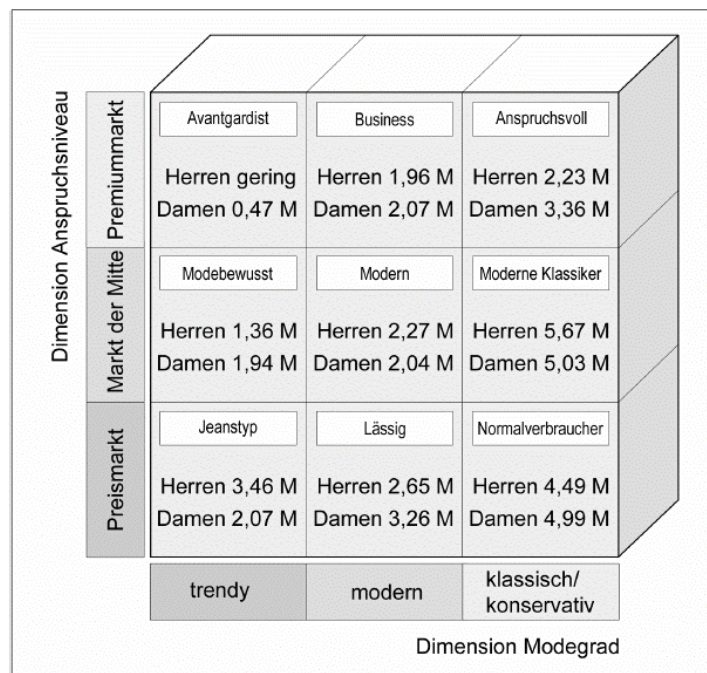 Dimension Anspruchsniveau
Premiummarkt
Avantgardist
Herren gering
Damen 0,47 M
Business
Herren 1,96 M
Damen 2,07 M
Anspruchsvoll
Herren 2,23 M
Damen 3,36 M
Markt der Mitte
Modebewusst
Herren 1,36 M
Damen 1,94 M
Modern
Herren 2,27 M
Damen 2,04 M
Moderne Klassiker
Herren 5,67 M
Damen 5,03 M
Preismarkt
Jeanstyp
Herren 3,46 M
Damen 2,07 M
Lässig
Herren 2,65 M
Damen 3,26 M
Normalverbraucher
Herren 4,49 M
Damen 4,99 M
trendy
modern
klassisch/
konservativ
Dimension Modegrad